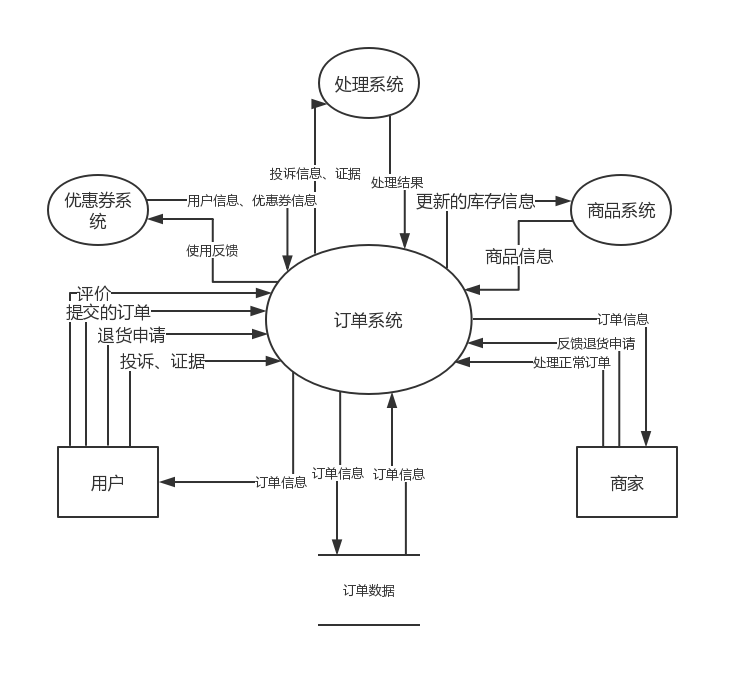 处理系统
投诉信息、证据
处理结果
优惠券系
统
用户信息、优惠券信息
更新的库存信息
商品系统
使用反馈
商品信息
评价
提交的订单
订单系统
订单信息
退货申请
反馈退货申请
投诉、证据
处理正常订单
用户
订单信息
订单信息
订单信息
商家
订单数据